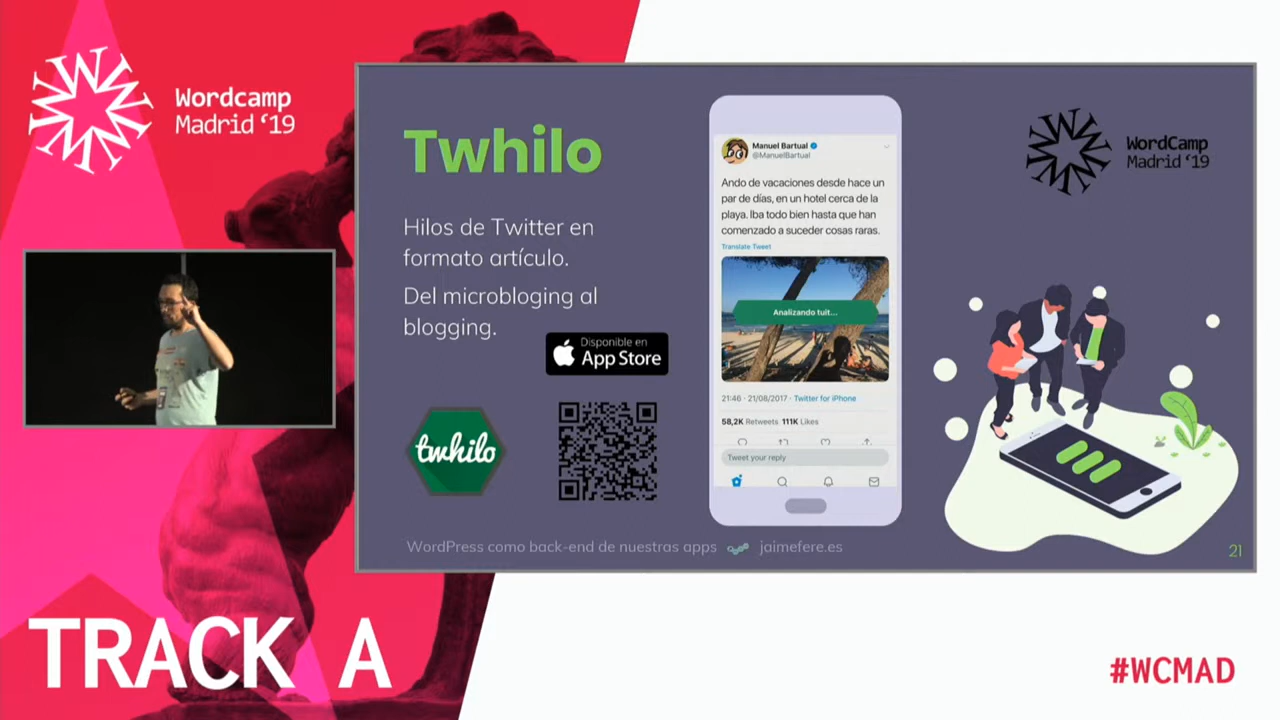 Wordcamp
Madrid '19
Twhilo
Hilos de Twitter en
formato artículo.
Del microbloging al
blogging.
Disponible en
App Store
twhilo
Manuel Bartual
@ManuelBartual
Ando de vacaciones desde hace un
par de días, en un hotel cerca de la
playa. Iba todo bien hasta que han
comenzado a suceder cosas raras.
Translate Tweet
Analizando tuit...
21:46 · 21/08/2017 · Twitter for iPhone
58,2K Retweets 111K Likes
Tweet your reply
WordCamp
Madrid '19
WordPress como back-end de nuestras apps
jaimefere.es
21
TRACK A
#WCMAD